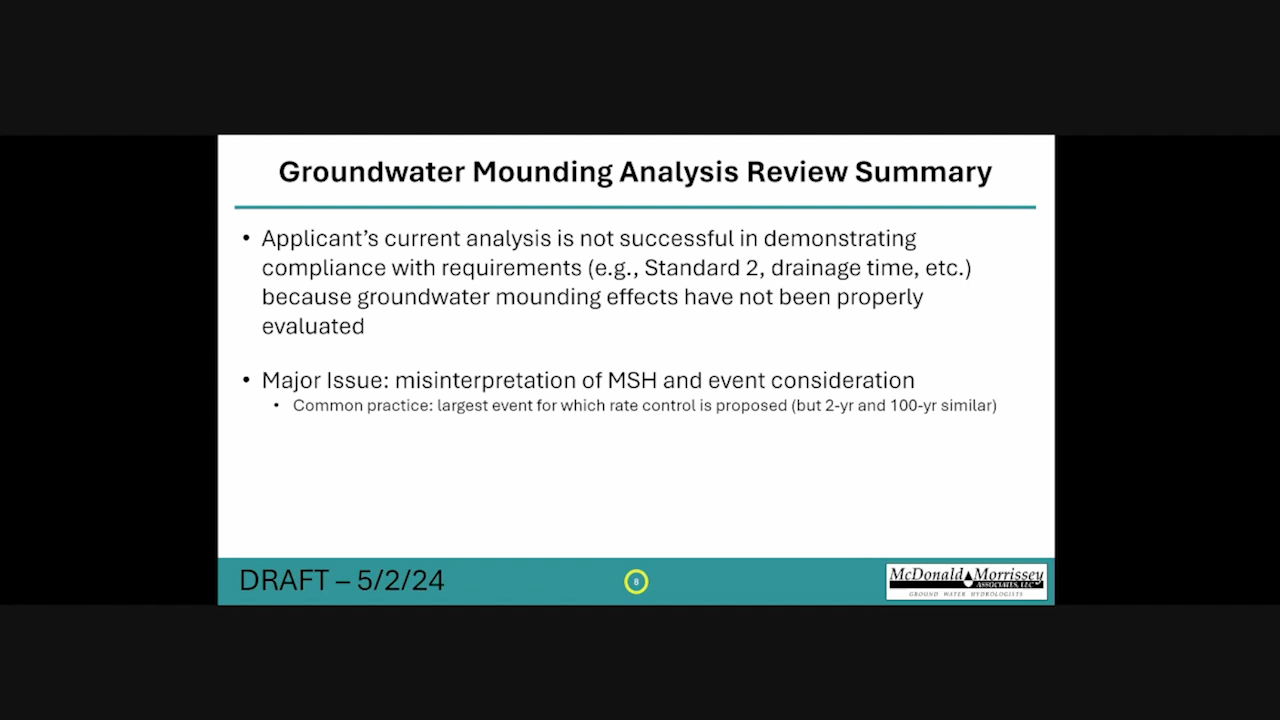 Groundwater Mounding Analysis Review Summary
• Applicant's current analysis is not successful in demonstrating
compliance with requirements (e.g., Standard 2, drainage time, etc.)
because groundwater mounding effects have not been properly
evaluated
• Major Issue: misinterpretation of MSH and event consideration
• Common practice: largest event for which rate control is proposed (but 2-yr and 100-yr similar)
DRAFT – 5/2/24
8
McDonald Morrissey
ASSOCIATES, LLC
GROUND WATER HYDROLOGISTS